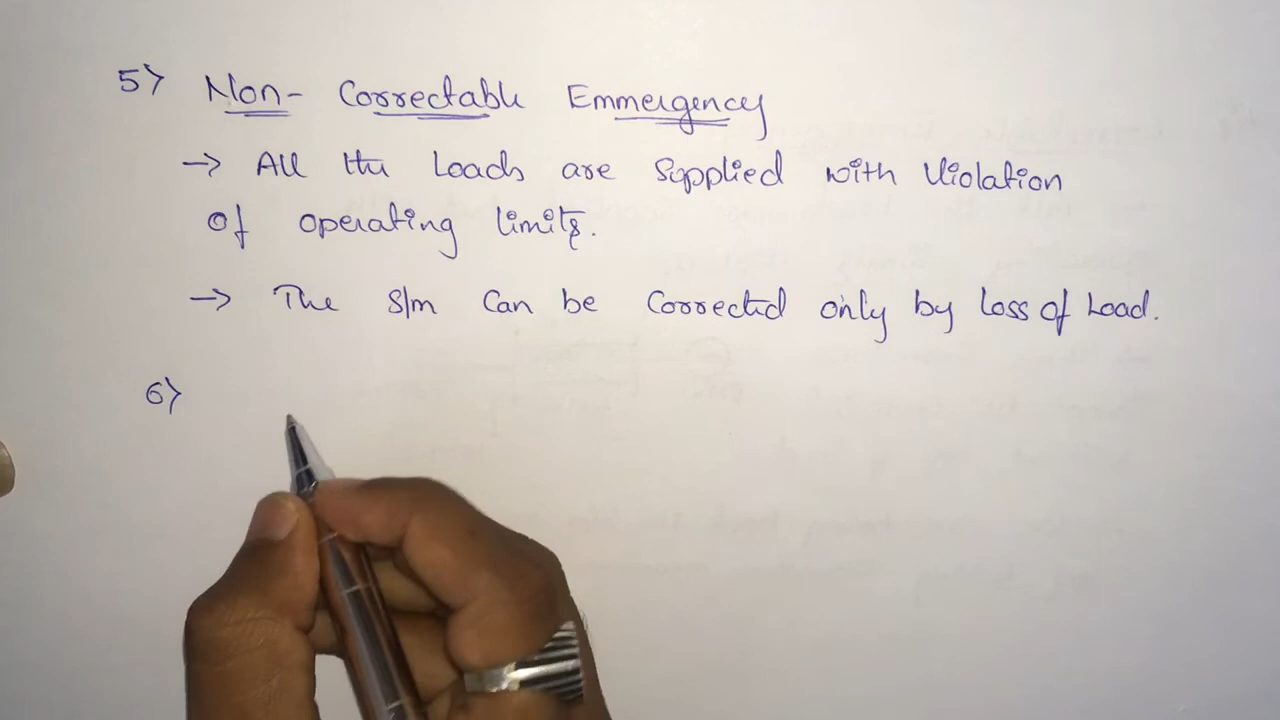 5) Non- Correctable Emmergency
→ All the Loads are Supplied with Violation
of operating limits.
→ The S/m Can be Corrected only by Loss of Load.
6)